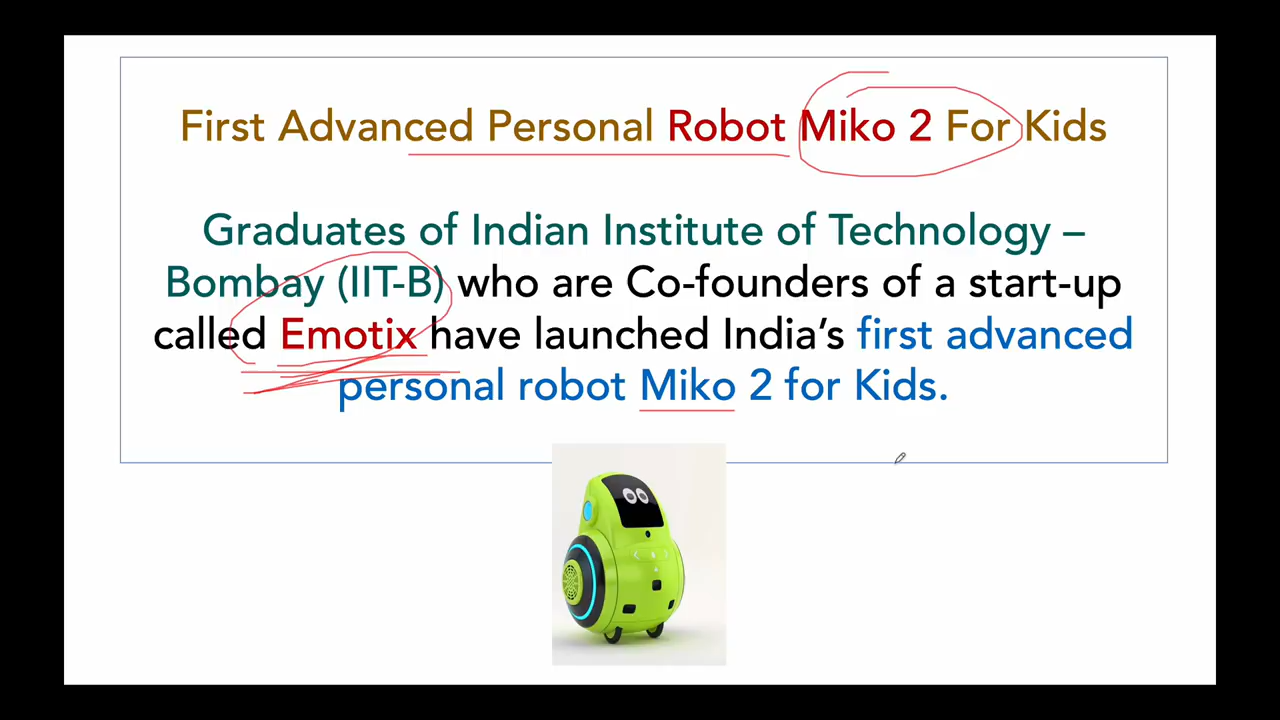 First Advanced Personal Robot Miko 2 For Kids
Graduates of Indian Institute of Technology –
Bombay (IIT-B) who are Co-founders of a start-up
called Emotix have launched India’s first advanced
personal robot Miko 2 for Kids.